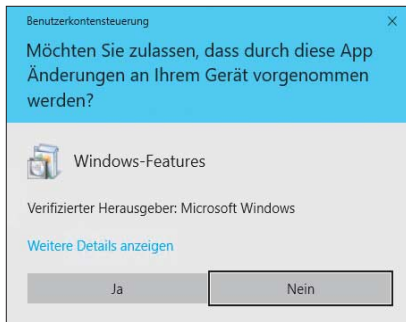 Benutzerkontensteuerung
Möchten Sie zulassen, dass durch diese App
Änderungen an Ihrem Gerät vorgenommen
werden?
Windows-Features
Verifizierter Herausgeber: Microsoft Windows
Weitere Details anzeigen
Ja
Nein